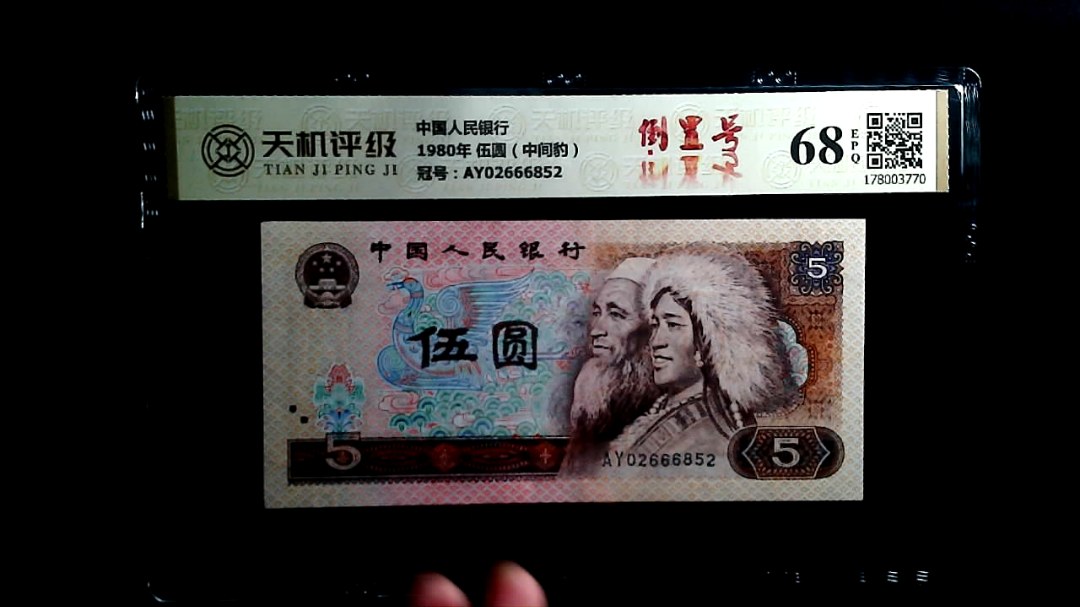 天机评级
TIAN JI PING JI
中国人民银行
1980年 伍圆（中间豹）
冠号：AY02666852
倒置号
68
EPQ
178003770
中国人民银行
5
伍圆
5
AY02666852
5